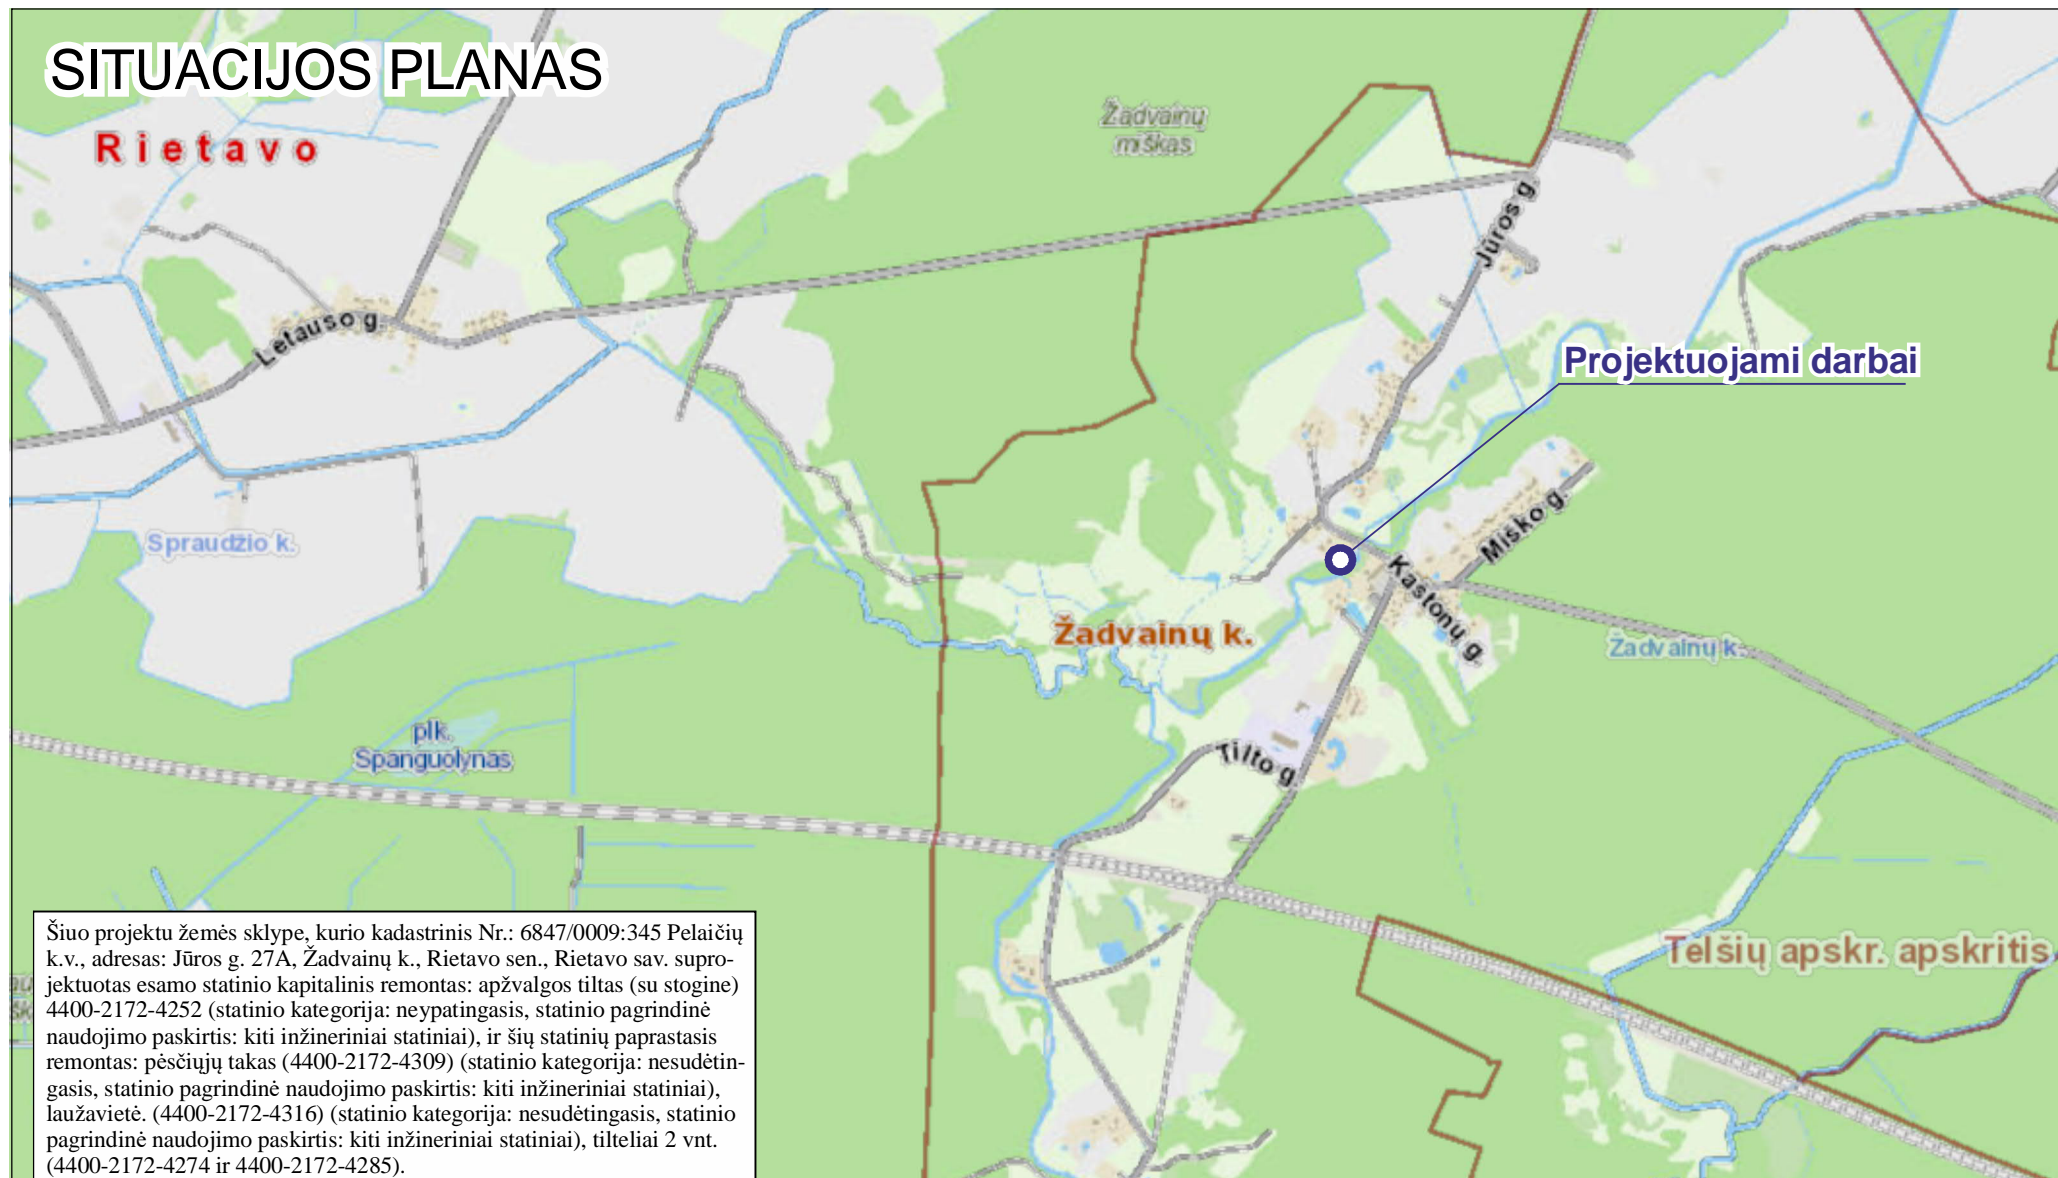 SITUACIJOS PLANAS
Rietavo
Žadvainų
miškas
Jūros g.
Letauso g.
Projektuojami darbai
Miško g.
Spraudžio k.
Kaštonų g.
Žadvainų k.
Žadvainų k.
plk.
Spanguolynas
Tilto g.
Telšių apskr. apskritis
Šiuo projektu žemės sklype, kurio kadastrinis Nr.: 6847/0009:345 Pelaičių
k.v., adresas: Jūros g. 27A, Žadvainų k., Rietavo sen., Rietavo sav. supro-
jektuotas esamo statinio kapitalinis remontas: apžvalgos tiltas (su stogine)
4400-2172-4252 (statinio kategorija: neypatingasis, statinio pagrindinė
naudojimo paskirtis: kiti inžineriniai statiniai), ir šių statinių paprastasis
remontas: pėsčiųjų takas (4400-2172-4309) (statinio kategorija: nesudėtin-
gasis, statinio pagrindinė naudojimo paskirtis: kiti inžineriniai statiniai),
laužavietė. (4400-2172-4316) (statinio kategorija: nesudėtingasis, statinio
pagrindinė naudojimo paskirtis: kiti inžineriniai statiniai), tilteliai 2 vnt.
(4400-2172-4274 ir 4400-2172-4285).